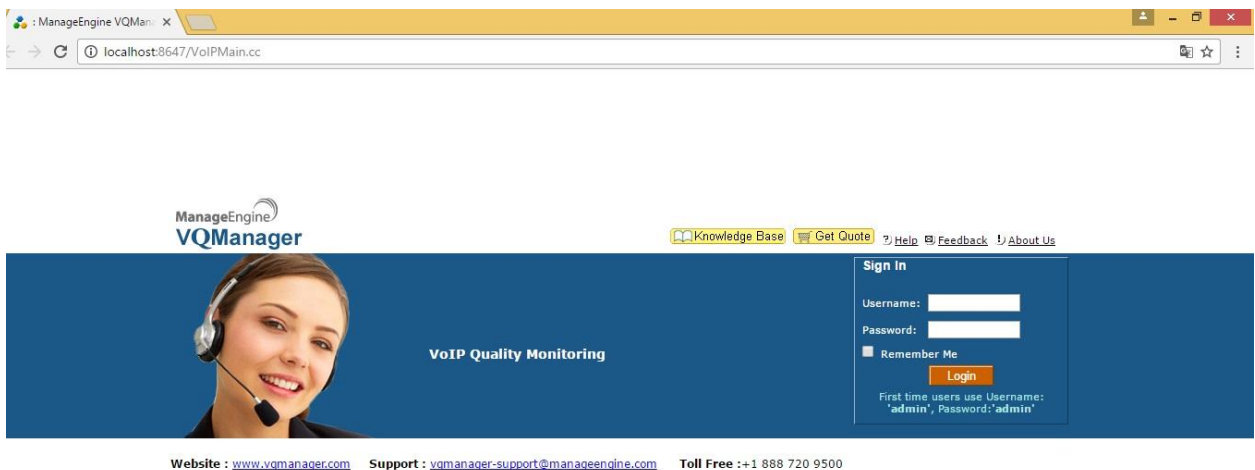 : ManageEngine VQMan
localhost:8647/VoIPMain.cc
ManageEngine
VQManager
Knowledge Base Get Quote Help Feedback About Us
Sign In
Username:
Password:
Remember Me
Login
First time users use Username:
'admin', Password:'admin'
VoIP Quality Monitoring
Website : www.vqmanager.com Support : vqmanager-support@manageengine.com Toll Free :+1 888 720 9500